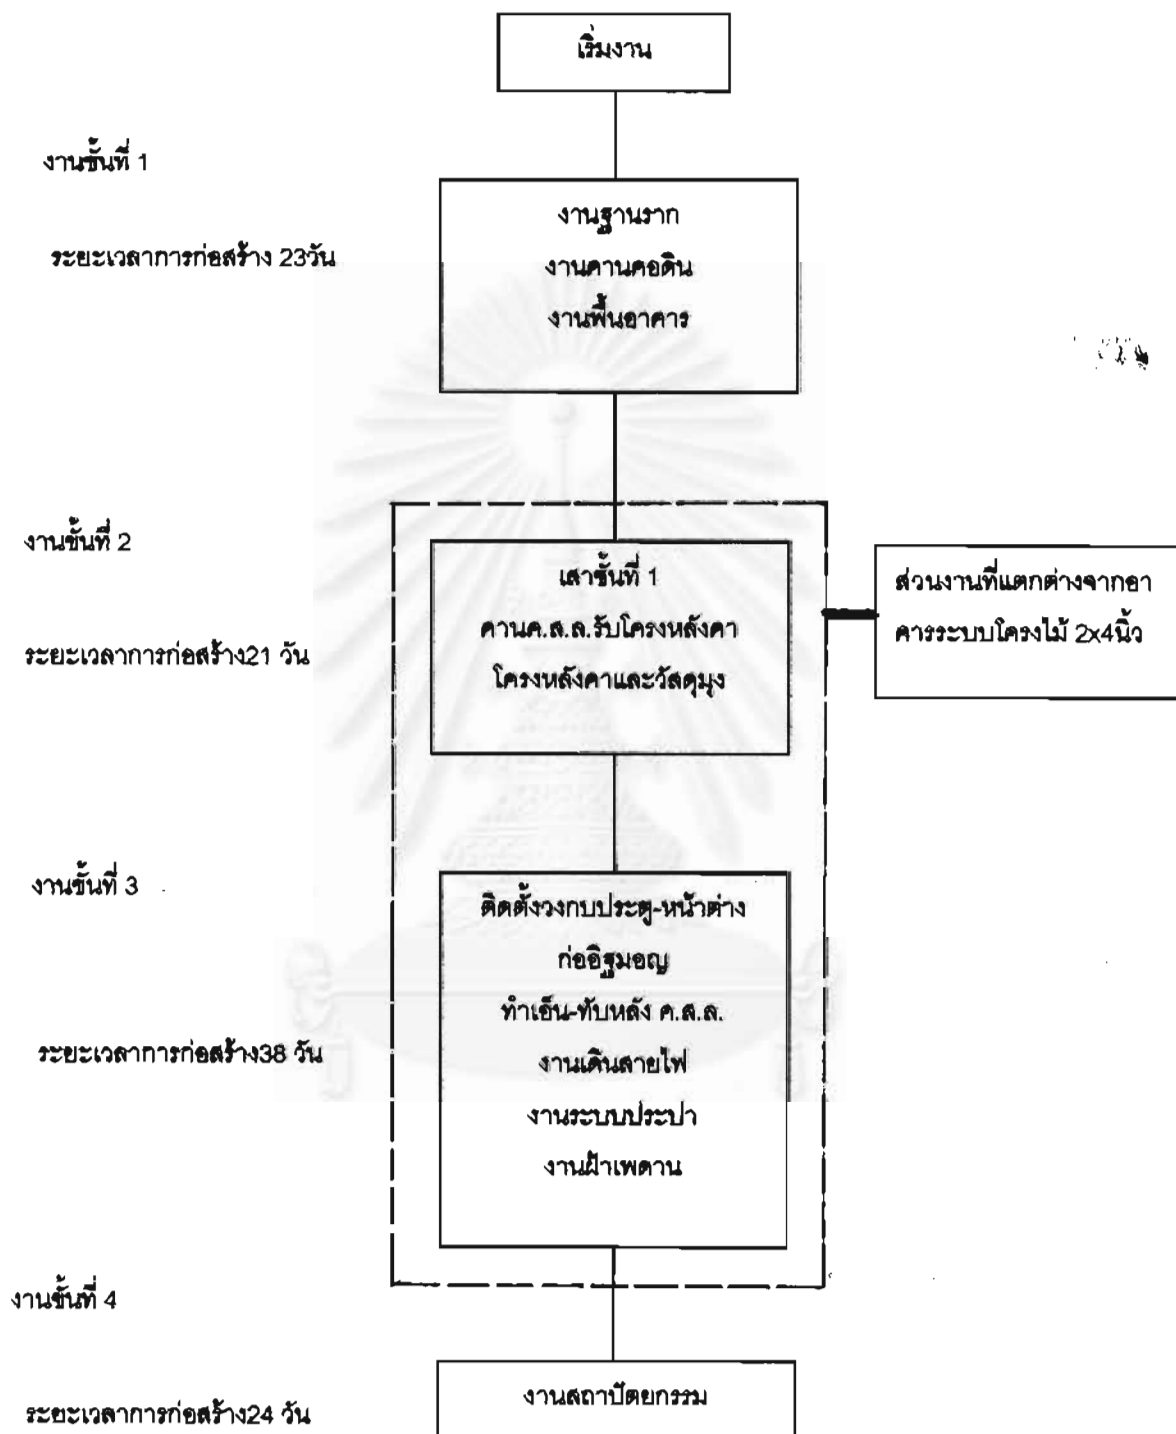 เริ่มงาน
งานขั้นที่ 1
ระยะเวลาการก่อสร้าง 23วัน
งานฐานราก
งานคานคอดิน
งานพื้นอาคาร
งานขั้นที่ 2
ระยะเวลาการก่อสร้าง21 วัน
เสาชั้นที่ 1
คานค.ส.ล.รับโครงหลังคา
โครงหลังคาและวัสดุมุง
ส่วนงานที่แตกต่างจากอา
คารระบบโครงไม้ 2x4นิ้ว
งานขั้นที่ 3
ระยะเวลาการก่อสร้าง38 วัน
ติดตั้งวงกบประตู-หน้าต่าง
ก่ออิฐมอญ
ทำเอ็น-ทับหลัง ค.ส.ล.
งานเดินสายไฟ
งานระบบประปา
งานฝ้าเพดาน
งานขั้นที่ 4
ระยะเวลาการก่อสร้าง24 วัน
งานสถาปัตยกรรม